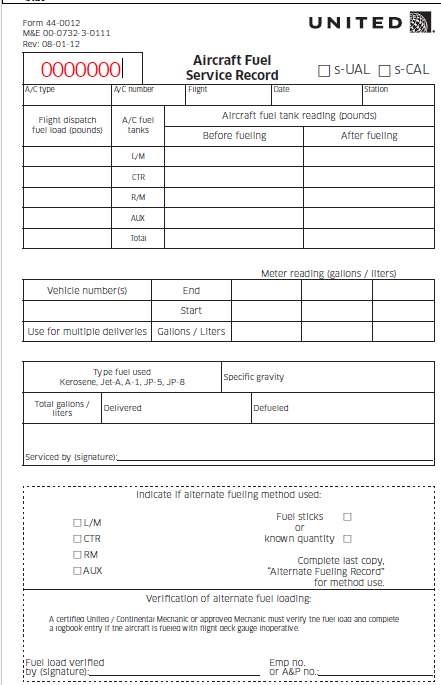 Form 44-0012
M&E 00-0732-3-0111
Rev: 08-01-12
UNITED
0000000
Aircraft Fuel
Service Record
s-UAL s-CAL
A/C type A/C number Flight Date Station
Flight dispatch
fuel load (pounds)
A/C fuel
tanks
Aircraft fuel tank reading (pounds)
Before fueling After fueling
L/M
CTR
R/M
AUX
Total
Meter reading (gallons / liters)
Vehicle number(s) End
Start
Use for multiple deliveries Gallons / Liters
Type fuel used
Kerosene, Jet-A, A-1, JP-5, JP-8
Specific gravity
Total gallons /
liters
Delivered Defueled
Serviced by (signature):
Indicate if alternate fueling method used:
L/M
CTR
RM
AUX
Fuel sticks
or
known quantity
Complete last copy,
"Alternate Fueling Record"
for method use.
Verification of alternate fuel loading:
A certified United / Continental Mechanic or approved Mechanic must verify the fuel load and complete
a logbook entry if the aircraft is fueled with flight deck gauge inoperative.
Fuel load verified
by (signature):
Emp no.
or A&P no.: